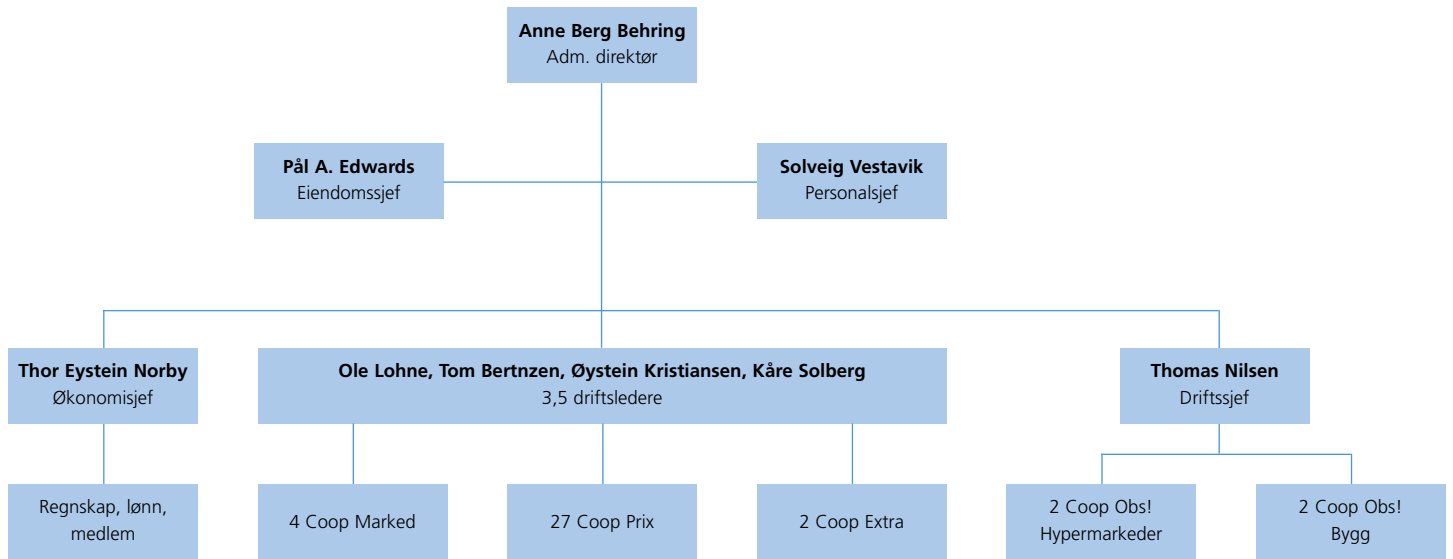 Anne Berg Behring
Adm. direktør
Pål A. Edwards
Eiendomssjef
Solveig Vestavik
Personalsjef
Thor Eystein Norby
Økonomisjef
Ole Lohne, Tom Bertnzen, Øystein Kristiansen, Kåre Solberg
3,5 driftsledere
Thomas Nilsen
Driftssjef
Regnskap, lønn,
medlem
4 Coop Marked
27 Coop Prix
2 Coop Extra
2 Coop Obs!
Hypermarkeder
2 Coop Obs!
Bygg